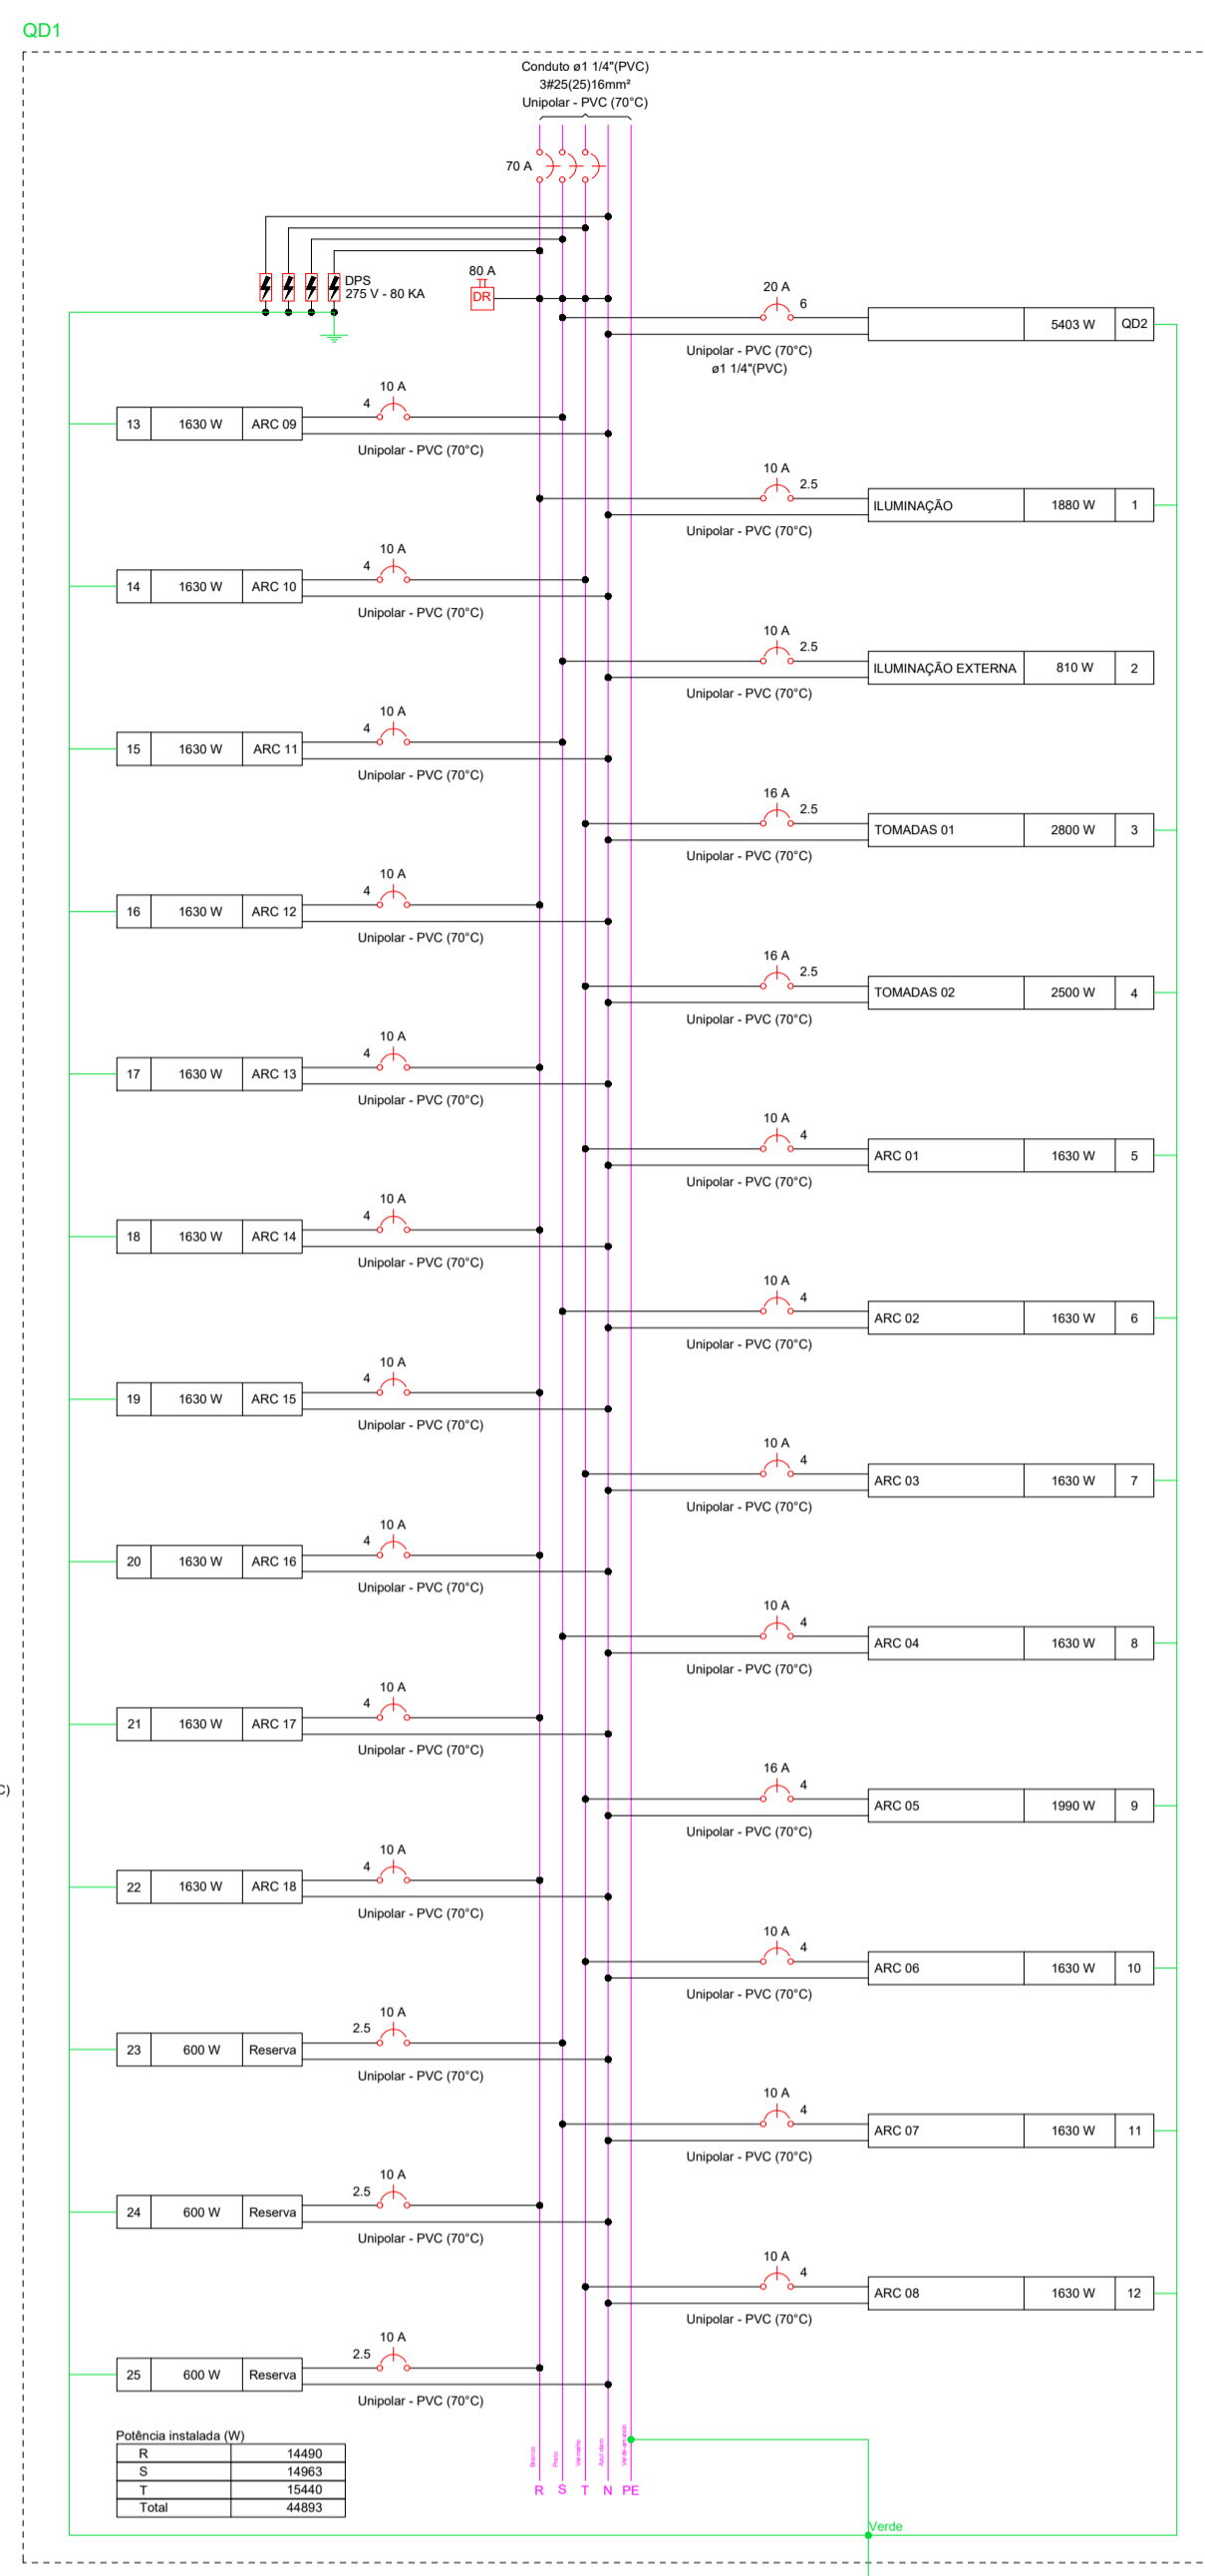 QD1
Conduto ø1 1/4"(PVC)
3#25(25)16mm²
Unipolar - PVC (70°C)
70 A
DPS
275 V - 80 KA
80 A
DR
20 A
6
5403 W QD2
Unipolar - PVC (70°C)
ø1 1/4"(PVC)
10 A
4
13 1630 W ARC 09
Unipolar - PVC (70°C)
10 A
2.5
ILUMINAÇÃO 1880 W 1
Unipolar - PVC (70°C)
10 A
4
14 1630 W ARC 10
Unipolar - PVC (70°C)
10 A
2.5
ILUMINAÇÃO EXTERNA 810 W 2
Unipolar - PVC (70°C)
10 A
4
15 1630 W ARC 11
Unipolar - PVC (70°C)
16 A
2.5
TOMADAS 01 2800 W 3
Unipolar - PVC (70°C)
10 A
4
16 1630 W ARC 12
Unipolar - PVC (70°C)
16 A
2.5
TOMADAS 02 2500 W 4
Unipolar - PVC (70°C)
10 A
4
17 1630 W ARC 13
Unipolar - PVC (70°C)
10 A
4
ARC 01 1630 W 5
Unipolar - PVC (70°C)
10 A
4
18 1630 W ARC 14
Unipolar - PVC (70°C)
10 A
4
ARC 02 1630 W 6
Unipolar - PVC (70°C)
10 A
4
19 1630 W ARC 15
Unipolar - PVC (70°C)
10 A
4
ARC 03 1630 W 7
Unipolar - PVC (70°C)
10 A
4
20 1630 W ARC 16
Unipolar - PVC (70°C)
10 A
4
ARC 04 1630 W 8
Unipolar - PVC (70°C)
10 A
4
21 1630 W ARC 17
Unipolar - PVC (70°C)
C)
16 A
4
ARC 05 1990 W 9
Unipolar - PVC (70°C)
10 A
4
22 1630 W ARC 18
Unipolar - PVC (70°C)
10 A
4
ARC 06 1630 W 10
Unipolar - PVC (70°C)
10 A
2.5
23 600 W Reserva
Unipolar - PVC (70°C)
10 A
4
ARC 07 1630 W 11
Unipolar - PVC (70°C)
10 A
2.5
24 600 W Reserva
Unipolar - PVC (70°C)
10 A
4
ARC 08 1630 W 12
Unipolar - PVC (70°C)
10 A
2.5
25 600 W Reserva
Unipolar - PVC (70°C)
Potência instalada (W)
R 14490
S 14963
T 15440
Total 44893
Branco
Preto
Vermelho
Azul claro
Verde-amarelo
R S T N PE
Verde